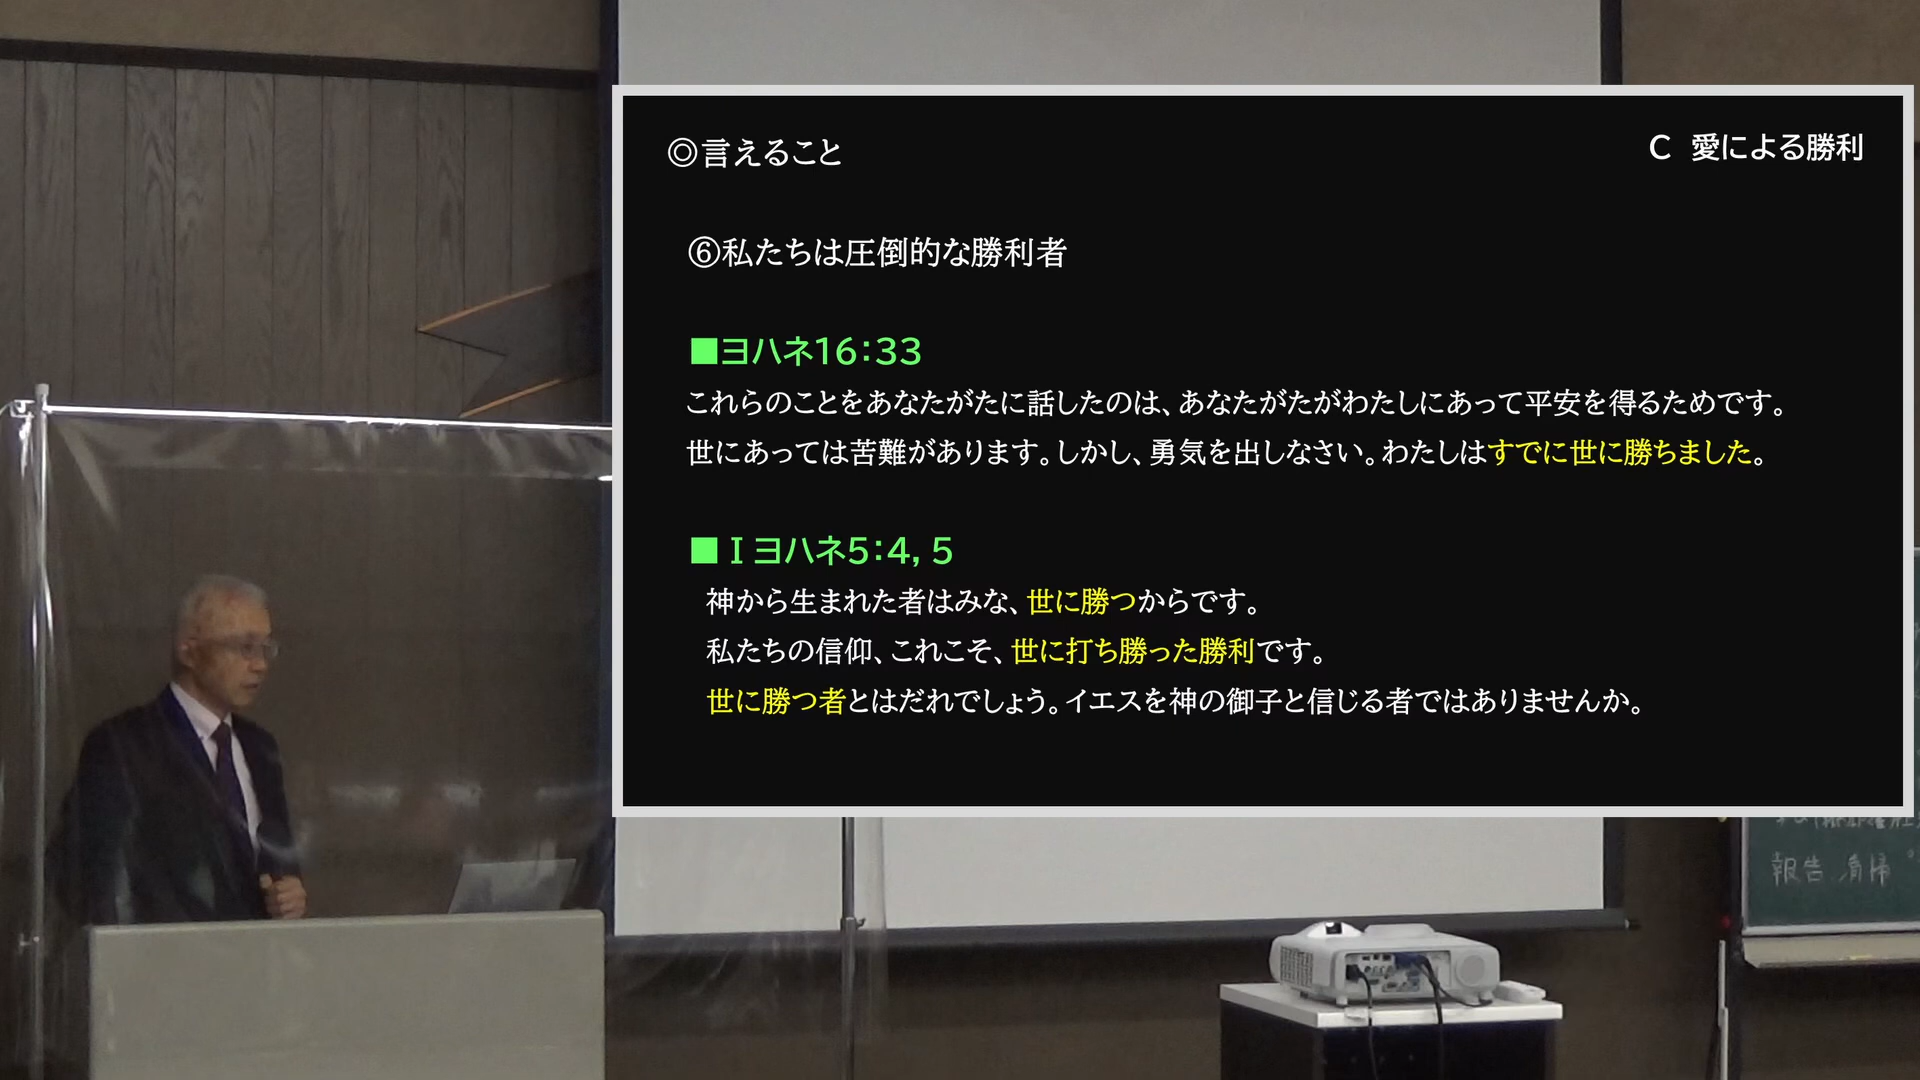 ◎言えること
C 愛による勝利
⑥私たちは圧倒的な勝利者
■ヨハネ16：33
これらのことをあなたがたに話したのは、あなたがたがわたしにあって平安を得るためです。
世にあっては苦難があります。しかし、勇気を出しなさい。わたしはすでに世に勝ちました。
■Ⅰヨハネ5：4，5
神から生まれた者はみな、世に勝つからです。
私たちの信仰、これこそ、世に打ち勝った勝利です。
世に勝つ者とはだれでしょう。イエスを神の御子と信じる者ではありませんか。
報告